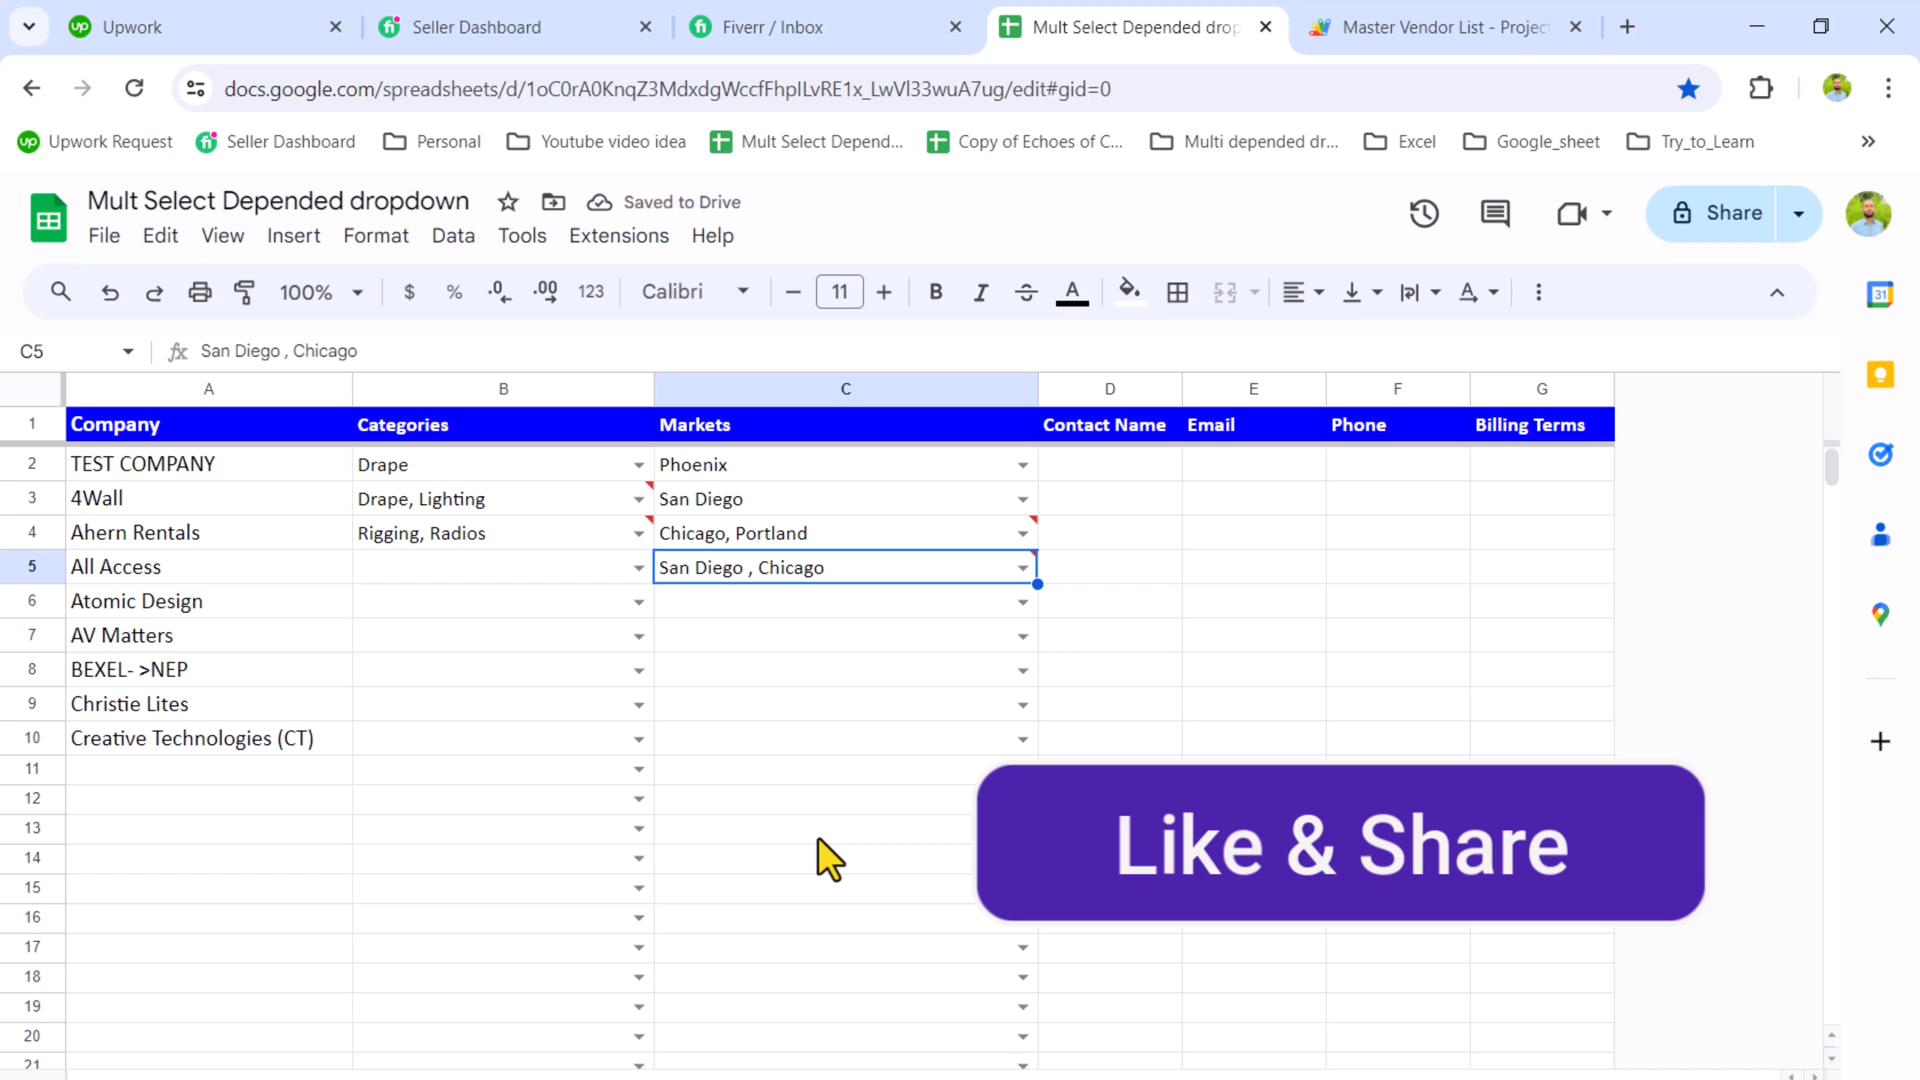 Upwork
Seller Dashboard
Fiverr / Inbox
Mult Select Depended drop
Master Vendor List - Project
docs.google.com/spreadsheets/d/1oC0rA0KnqZ3MdxdgWccfFhpILvRE1x_LwVl33wuA7ug/edit#gid=0
Upwork Request
Seller Dashboard
Personal
Youtube video idea
Mult Select Depend...
Copy of Echoes of C...
Multi depended dr...
Excel
Google_sheet
Try_to_Learn
Mult Select Depended dropdown
Saved to Drive
Share
File Edit View Insert Format Data Tools Extensions Help
100% $ % .0 .00 123 Calibri 11 B I A
C5 fx San Diego , Chicago
A B C D E F G
1 Company Categories Markets Contact Name Email Phone Billing Terms
2 TEST COMPANY Drape Phoenix
3 4Wall Drape, Lighting San Diego
4 Ahern Rentals Rigging, Radios Chicago, Portland
5 All Access San Diego , Chicago
6 Atomic Design
7 AV Matters
8 BEXEL- >NEP
9 Christie Lites
10 Creative Technologies (CT)
11
12
13
14
15
16
17
18
19
20
21
Like & Share
31